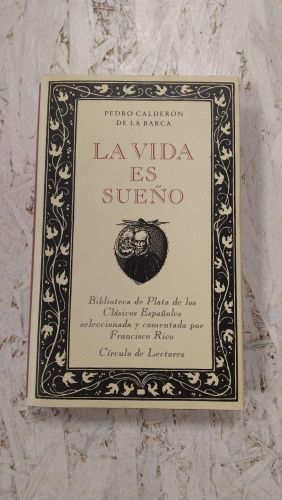 PEDRO CALDERÓN
DE LA BARCA
LA VIDA
ES
SUEÑO
Biblioteca de Plata de los
Clásicos Españoles
seleccionada y comentada por
Francisco Rico
Círculo de Lectores